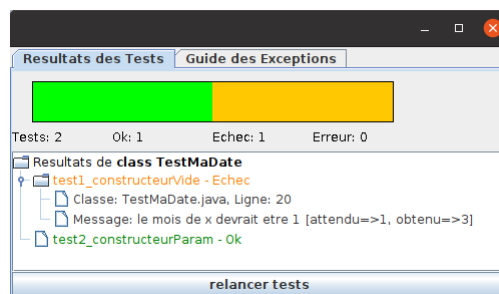 Resultats des Tests Guide des Exceptions
Tests: 2 Ok: 1 Echec: 1 Erreur: 0
Resultats de class TestMaDate
test1_constructeurVide - Echec
Classe: TestMaDate.java, Ligne: 20
Message: le mois de x devrait etre 1 [attendu=>1, obtenu=>3]
test2_constructeurParam - Ok
relancer tests